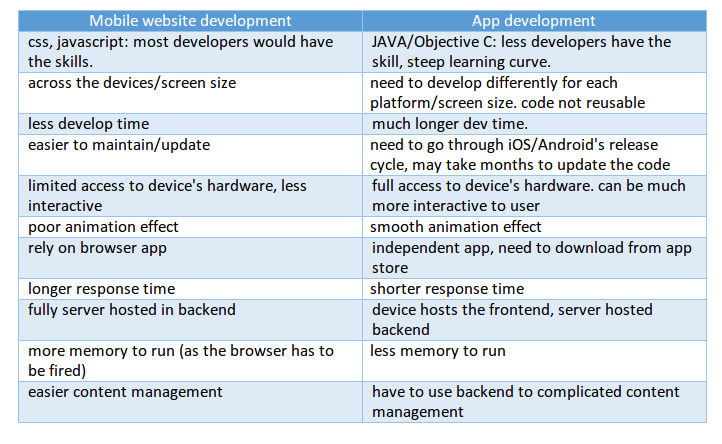 Mobile website development
App development
css, javascript: most developers would have
the skills.
JAVA/Objective C: less developers have the
skill, steep learning curve.
across the devices/screen size
need to develop differently for each
platform/screen size. code not reusable
less develop time
much longer dev time.
easier to maintain/update
need to go through iOS/Android's release
cycle, may take months to update the code
limited access to device's hardware, less
interactive
full access to device's hardware. can be much
more interactive to user
poor animation effect
smooth animation effect
rely on browser app
independent app, need to download from app
store
longer response time
shorter response time
fully server hosted in backend
device hosts the frontend, server hosted
backend
more memory to run (as the browser has to
be fired)
less memory to run
easier content management
have to use backend to complicated content
management